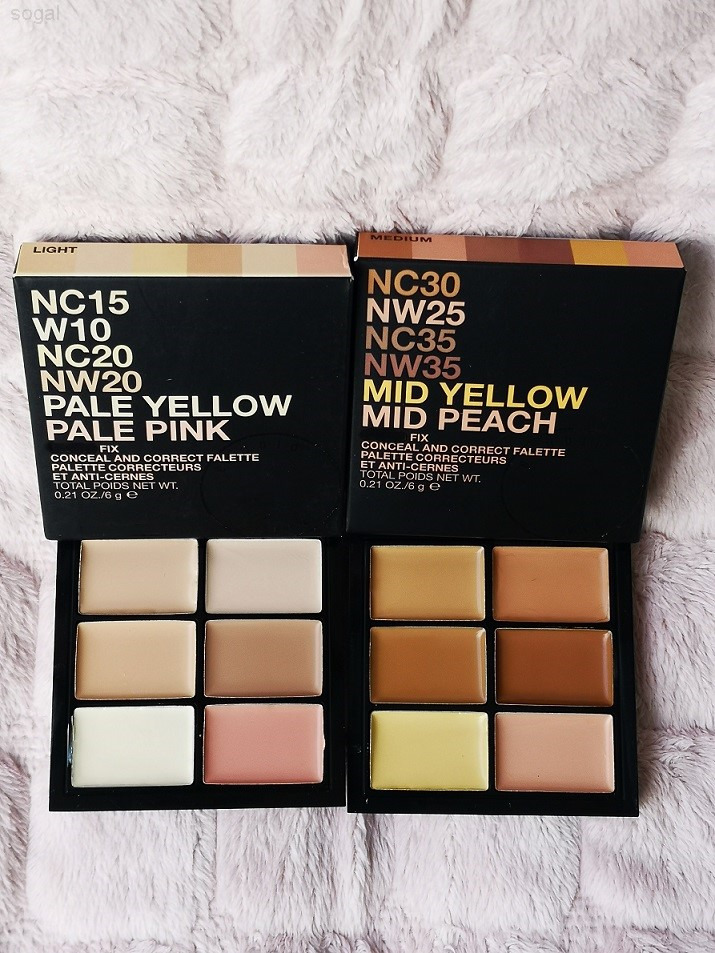 sogal
LIGHT
NC15
W10
NC20
NW20
PALE YELLOW
PALE PINK
FIX
CONCEAL AND CORRECT FALETTE
PALETTE CORRECTEURS
ET ANTI-CERNES
TOTAL POIDS NET WT.
0.21 OZ./6 g ℮
MEDIUM
NC30
NW25
NC35
NW35
MID YELLOW
MID PEACH
FIX
CONCEAL AND CORRECT FALETTE
PALETTE CORRECTEURS
ET ANTI-CERNES
TOTAL POIDS NET WT.
0.21 OZ./6 g ℮